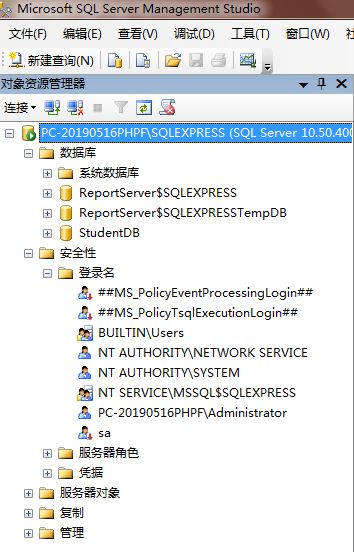 Microsoft SQL Server Management Studio
文件(F) 编辑(E) 查看(V) 调试(D) 工具(T) 窗口(W)
新建查询(N)
对象资源管理器
连接
PC-20190516PHPF\SQLEXPRESS (SQL Server 10.50.400
数据库
系统数据库
ReportServer$SQLEXPRESS
ReportServer$SQLEXPRESSTempDB
StudentDB
安全性
登录名
##MS_PolicyEventProcessingLogin##
##MS_PolicyTsqlExecutionLogin##
BUILTIN\Users
NT AUTHORITY\NETWORK SERVICE
NT AUTHORITY\SYSTEM
NT SERVICE\MSSQL$SQLEXPRESS
PC-20190516PHPF\Administrator
sa
服务器角色
凭据
服务器对象
复制
管理